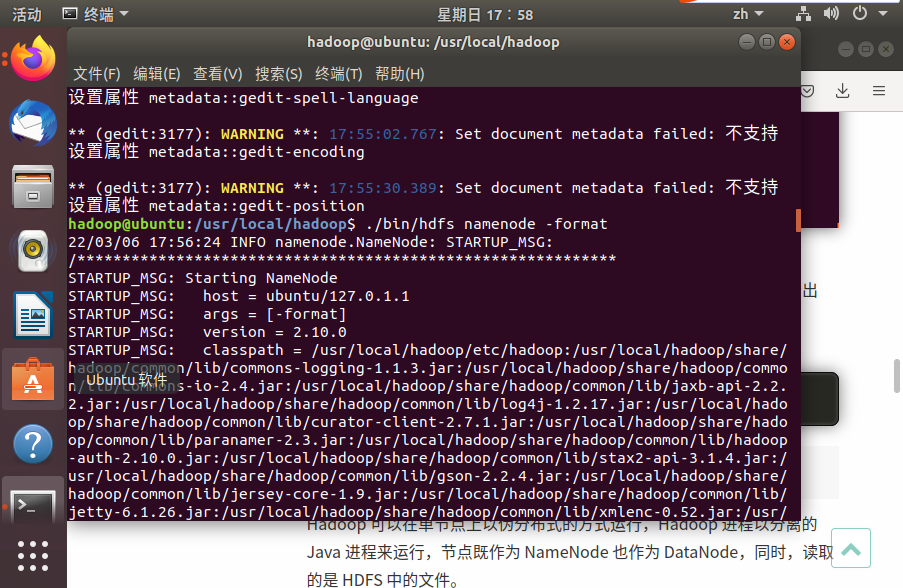 活动 终端 星期日 17：58 zh
hadoop@ubuntu: /usr/local/hadoop
文件(F) 编辑(E) 查看(V) 搜索(S) 终端(T) 帮助(H)
设置属性 metadata::gedit-spell-language
** (gedit:3177): WARNING **: 17:55:02.767: Set document metadata failed: 不支持
设置属性 metadata::gedit-encoding
** (gedit:3177): WARNING **: 17:55:30.389: Set document metadata failed: 不支持
设置属性 metadata::gedit-position
hadoop@ubuntu:/usr/local/hadoop$ ./bin/hdfs namenode -format
22/03/06 17:56:24 INFO namenode.NameNode: STARTUP_MSG:
/************************************************************
STARTUP_MSG: Starting NameNode
STARTUP_MSG:   host = ubuntu/127.0.1.1
STARTUP_MSG:   args = [-format]
STARTUP_MSG:   version = 2.10.0
STARTUP_MSG:   classpath = /usr/local/hadoop/etc/hadoop:/usr/local/hadoop/share/
hadoop/common/lib/commons-logging-1.1.3.jar:/usr/local/hadoop/share/hadoop/commo
n/lib/commons-io-2.4.jar:/usr/local/hadoop/share/hadoop/common/lib/jaxb-api-2.2.
Ubuntu 软件
2.jar:/usr/local/hadoop/share/hadoop/common/lib/log4j-1.2.17.jar:/usr/local/hado
op/share/hadoop/common/lib/curator-client-2.7.1.jar:/usr/local/hadoop/share/hado
op/common/lib/paranamer-2.3.jar:/usr/local/hadoop/share/hadoop/common/lib/hadoop
-auth-2.10.0.jar:/usr/local/hadoop/share/hadoop/common/lib/stax2-api-3.1.4.jar:/
usr/local/hadoop/share/hadoop/common/lib/gson-2.2.4.jar:/usr/local/hadoop/share/
hadoop/common/lib/jersey-core-1.9.jar:/usr/local/hadoop/share/hadoop/common/lib/
jetty-6.1.26.jar:/usr/local/hadoop/share/hadoop/common/lib/xmlenc-0.52.jar:/usr/
出
Hadoop 可以在单节点上以伪分布式的方式运行，Hadoop 进程以分离的
Java 进程来运行，节点既作为 NameNode 也作为 DataNode，同时，读取
的是 HDFS 中的文件。